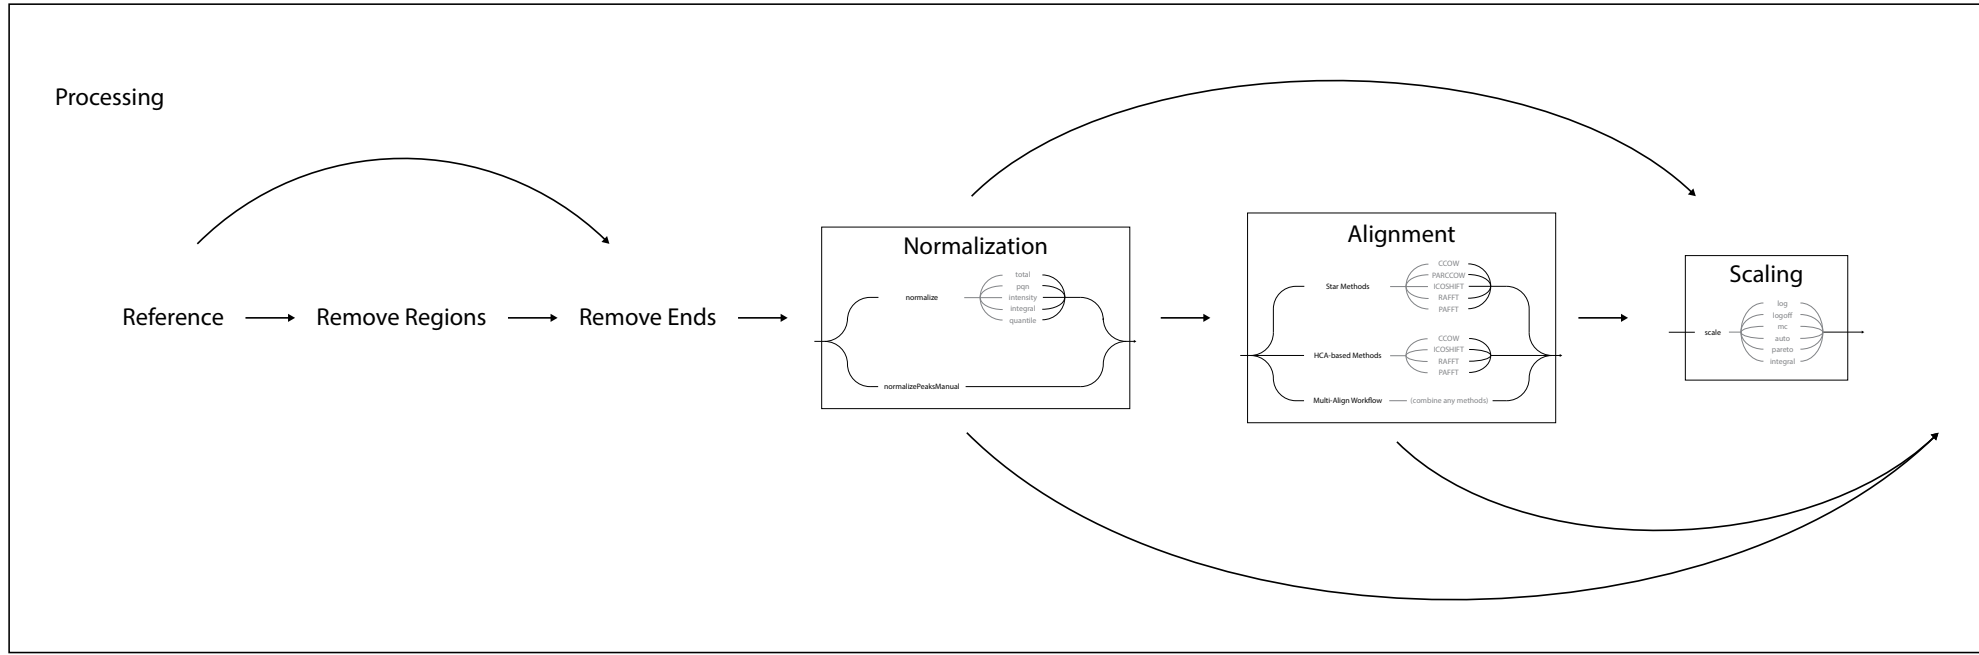 Processing
Reference
Remove Regions
Remove Ends
Normalization
normalize
total
pqn
intensity
integral
quantile
normalizePeaksManual
Alignment
Star Methods
CCOW
PARCCOW
ICOSHIFT
RAFFT
PAFFT
HCA-based Methods
CCOW
ICOSHIFT
RAFFT
PAFFT
Multi-Align Workflow
(combine any methods)
Scaling
scale
log
logoff
mc
auto
pareto
integral